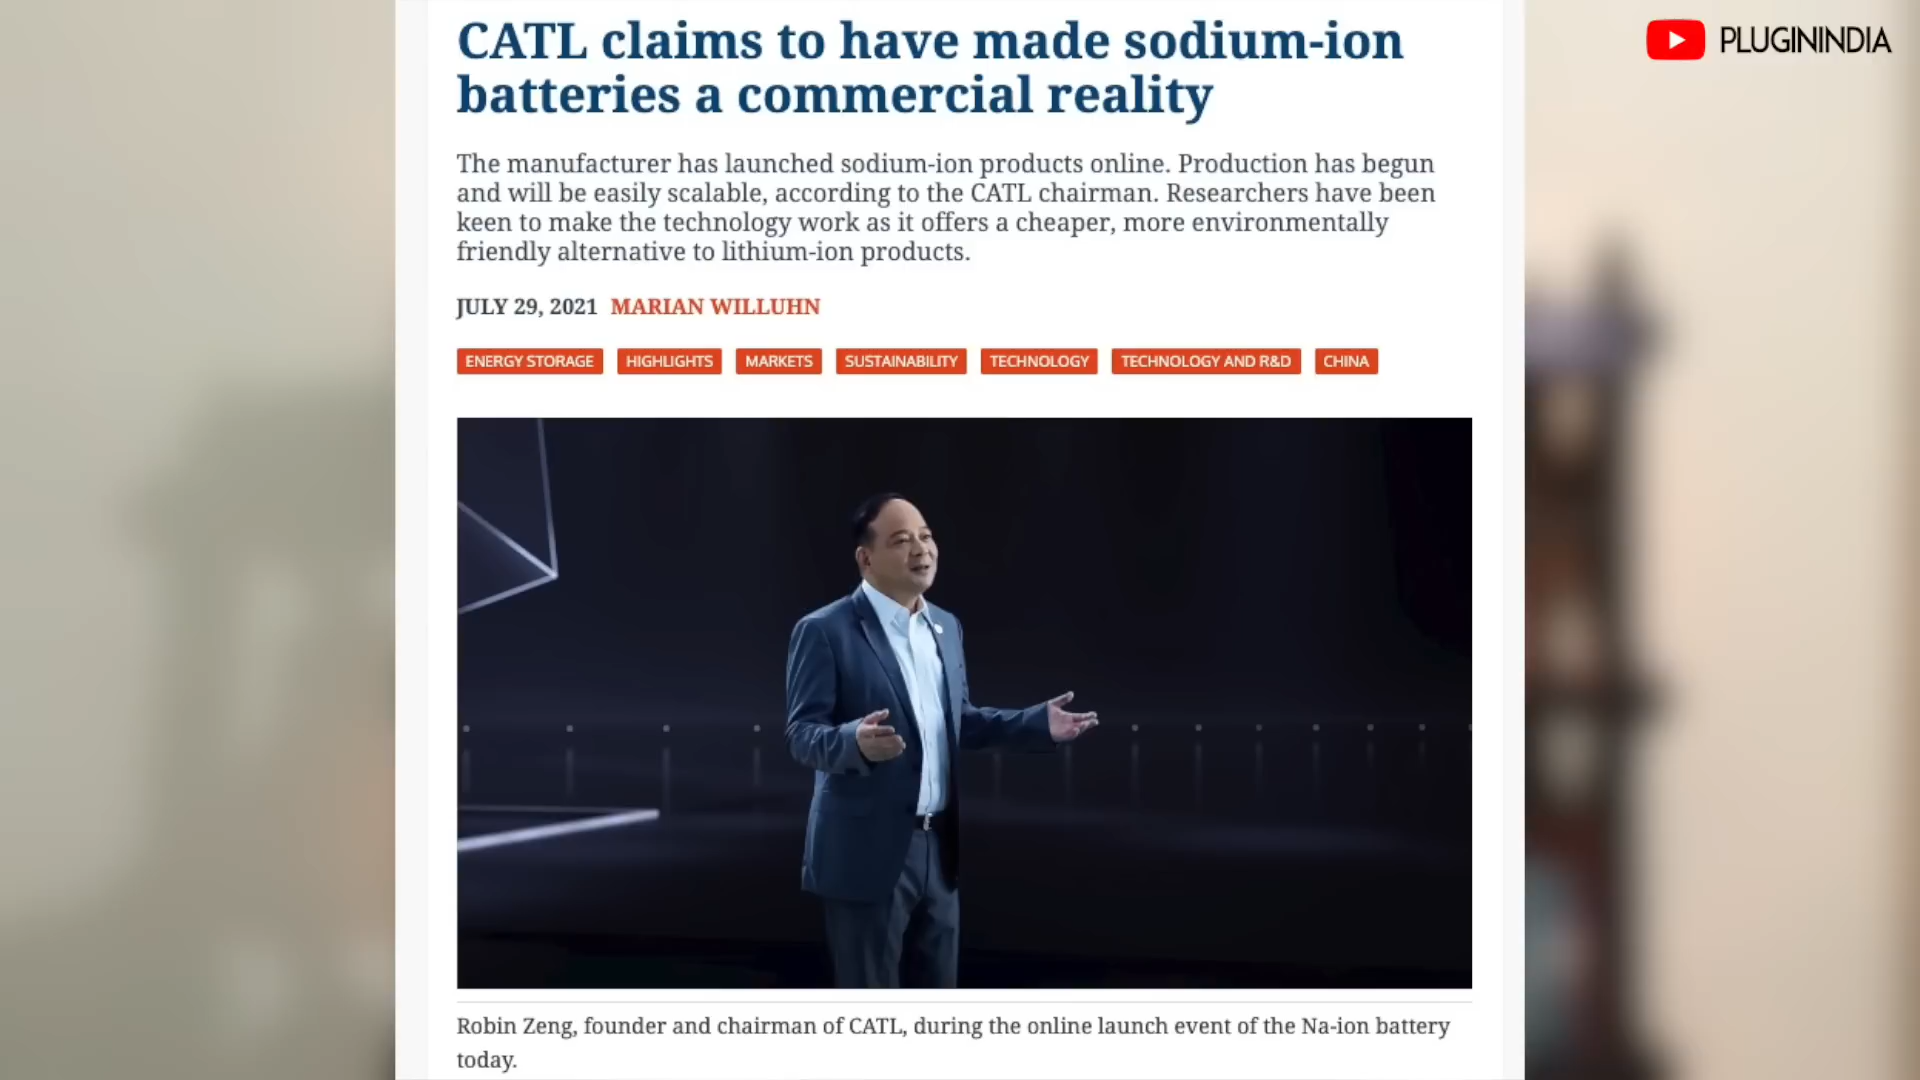 CATL claims to have made sodium-ion
batteries a commercial reality
PLUGININDIA
The manufacturer has launched sodium-ion products online. Production has begun
and will be easily scalable, according to the CATL chairman. Researchers have been
keen to make the technology work as it offers a cheaper, more environmentally
friendly alternative to lithium-ion products.
JULY 29, 2021 MARIAN WILLUHN
ENERGY STORAGE HIGHLIGHTS MARKETS SUSTAINABILITY TECHNOLOGY TECHNOLOGY AND R&D CHINA
Robin Zeng, founder and chairman of CATL, during the online launch event of the Na-ion battery
today.